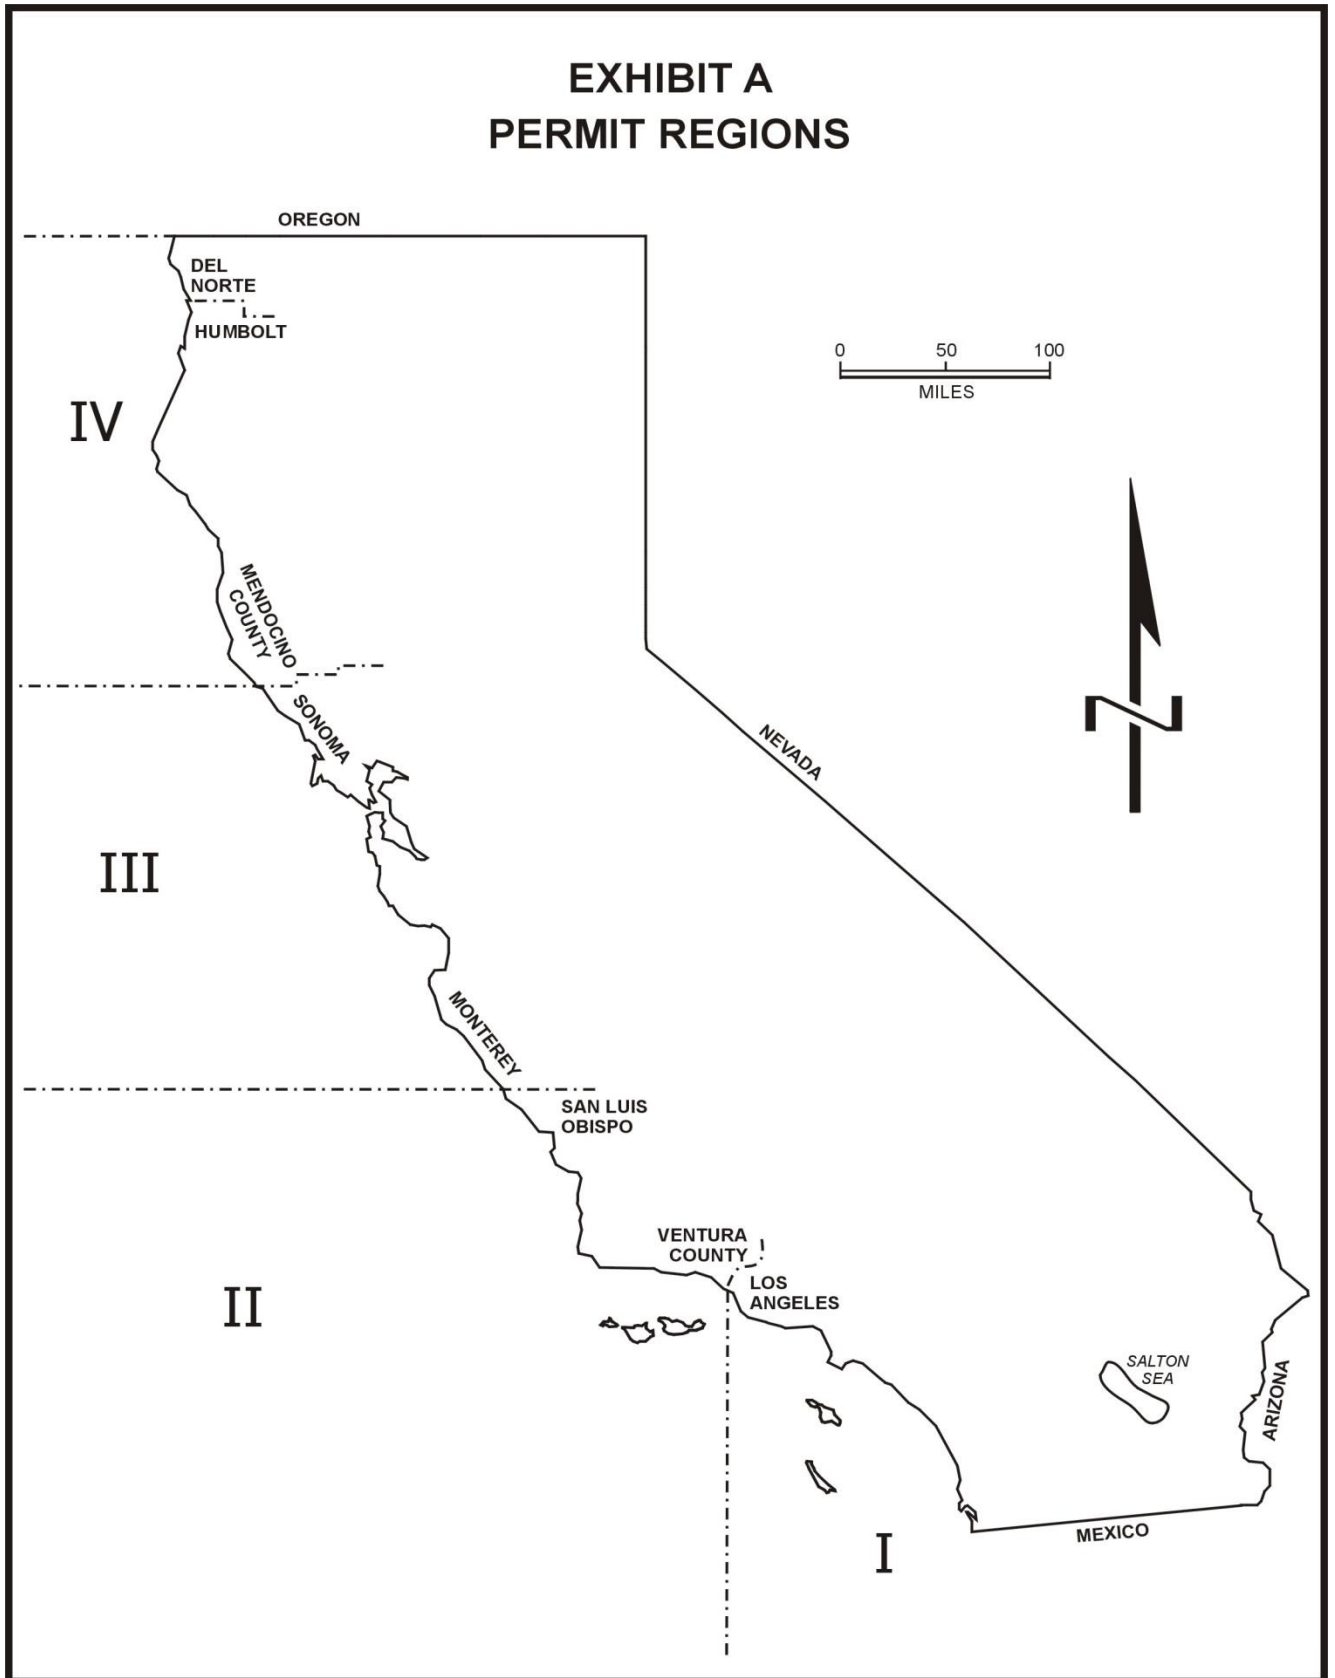 EXHIBIT A
PERMIT REGIONS
OREGON
DEL
NORTE
HUMBOLT
0 50 100
MILES
IV
MENDOCINO
COUNTY
SONOMA
NEVADA
III
MONTEREY
SAN LUIS
OBISPO
VENTURA
COUNTY
LOS
ANGELES
II
SALTON
SEA
ARIZONA
MEXICO
I
N